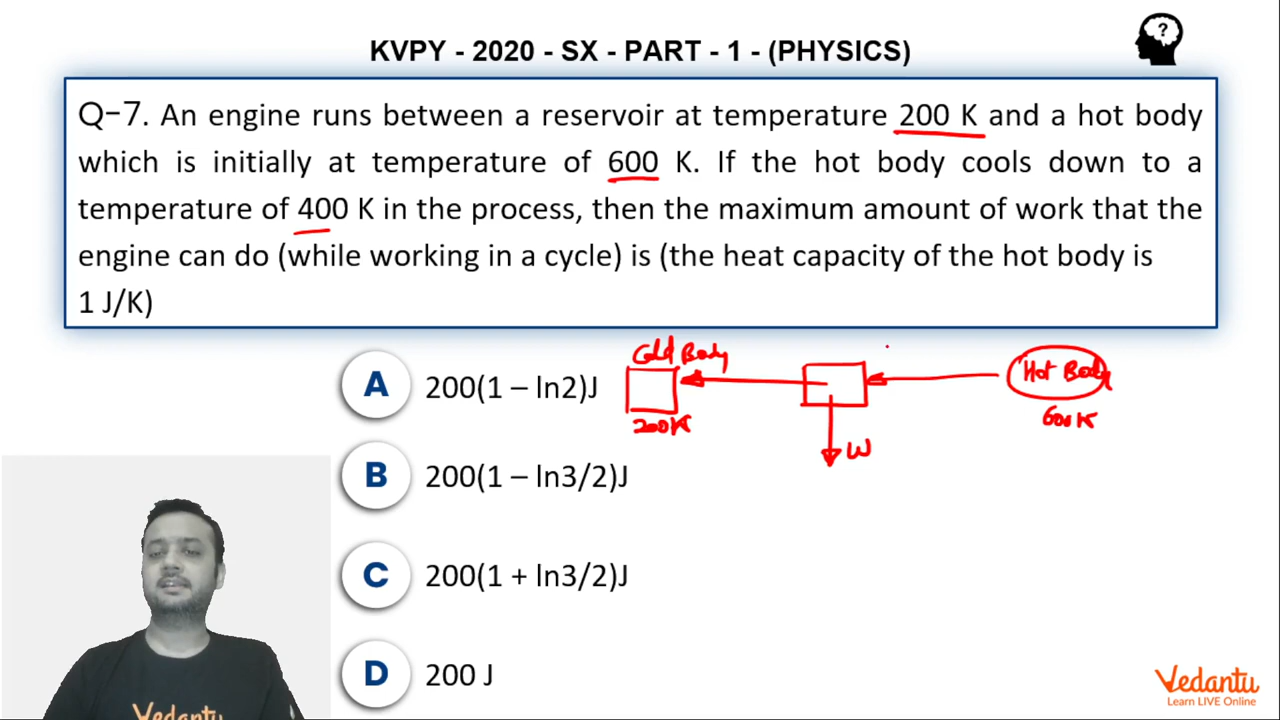 KVPY - 2020 - SX - PART - 1 - (PHYSICS)
?
Q–7. An engine runs between a reservoir at temperature 200 K and a hot body
which is initially at temperature of 600 K. If the hot body cools down to a
temperature of 400 K in the process, then the maximum amount of work that the
engine can do (while working in a cycle) is (the heat capacity of the hot body is
1 J/K)
A 200(1 – ln2)J
Cold Body
200K
W
Hot Body
600K
B 200(1 – ln3/2)J
C 200(1 + ln3/2)J
D 200 J
Vedantu
Vedantu
Learn LIVE Online